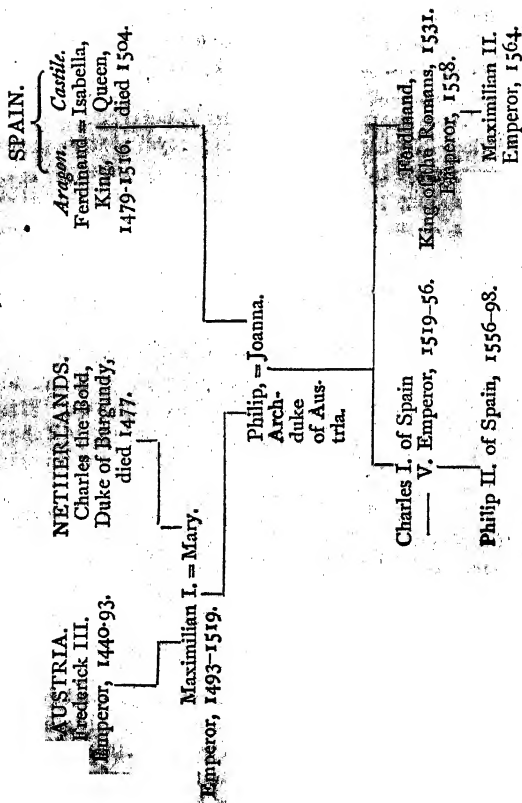 AUSTRIA.
Frederick III.
Emperor, 1440-93.
NETHERLANDS.
Charles the Bold,
Duke of Burgundy,
died 1477.
SPAIN.
Aragon. Castile.
Ferdinand = Isabella,
King, Queen,
1479-1516. died 1504.
Maximilian I. = Mary.
Emperor, 1493-1519.
Philip, = Joanna.
Arch-
duke
of Aus-
tria.
Charles I. of Spain
—— V. Emperor, 1519-56.
Ferdinand,
King of the Romans, 1531.
Emperor, 1558.
Philip II. of Spain, 1556-98.
Maximilian II.
Emperor, 1564.